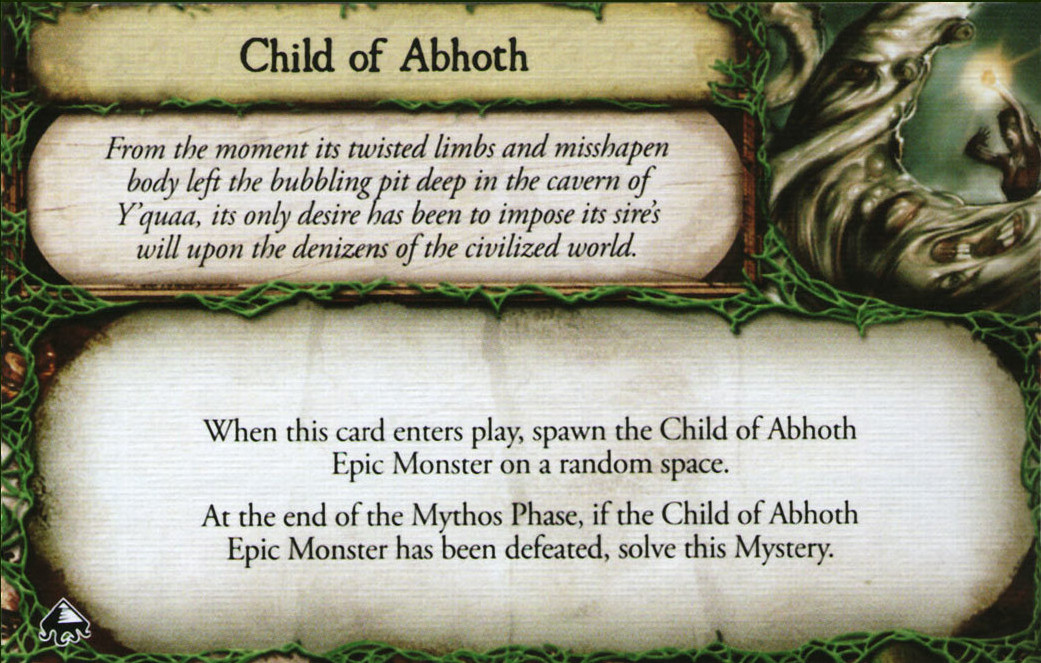 Child of Abhoth
From the moment its twisted limbs and misshapen
body left the bubbling pit deep in the cavern of
Y'quaa, its only desire has been to impose its sire's
will upon the denizens of the civilized world.
When this card enters play, spawn the Child of Abhoth
Epic Monster on a random space.
At the end of the Mythos Phase, if the Child of Abhoth
Epic Monster has been defeated, solve this Mystery.